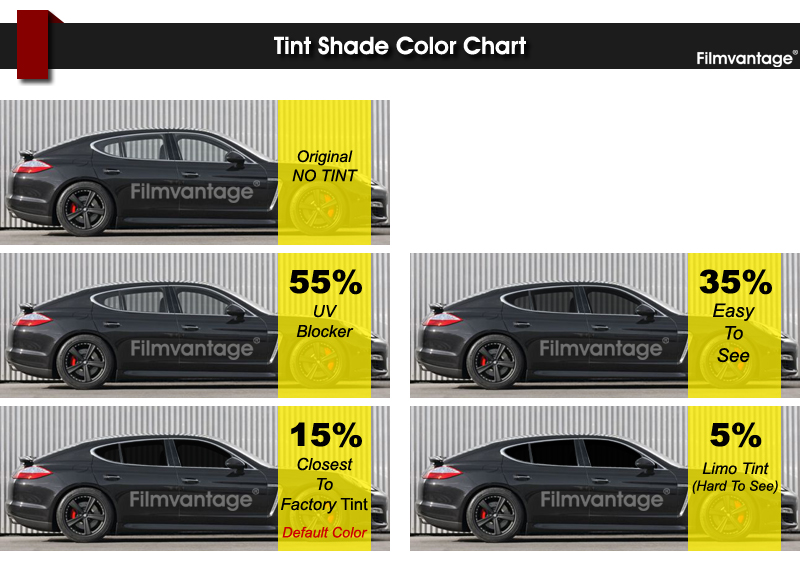 Tint Shade Color Chart
Filmvantage®
Original
NO TINT
Filmvantage®
55%
UV
Blocker
Filmvantage®
35%
Easy
To
See
Filmvantage®
15%
Closest
To
Factory Tint
Default Color
Filmvantage®
5%
Limo Tint
(Hard To See)
Filmvantage®